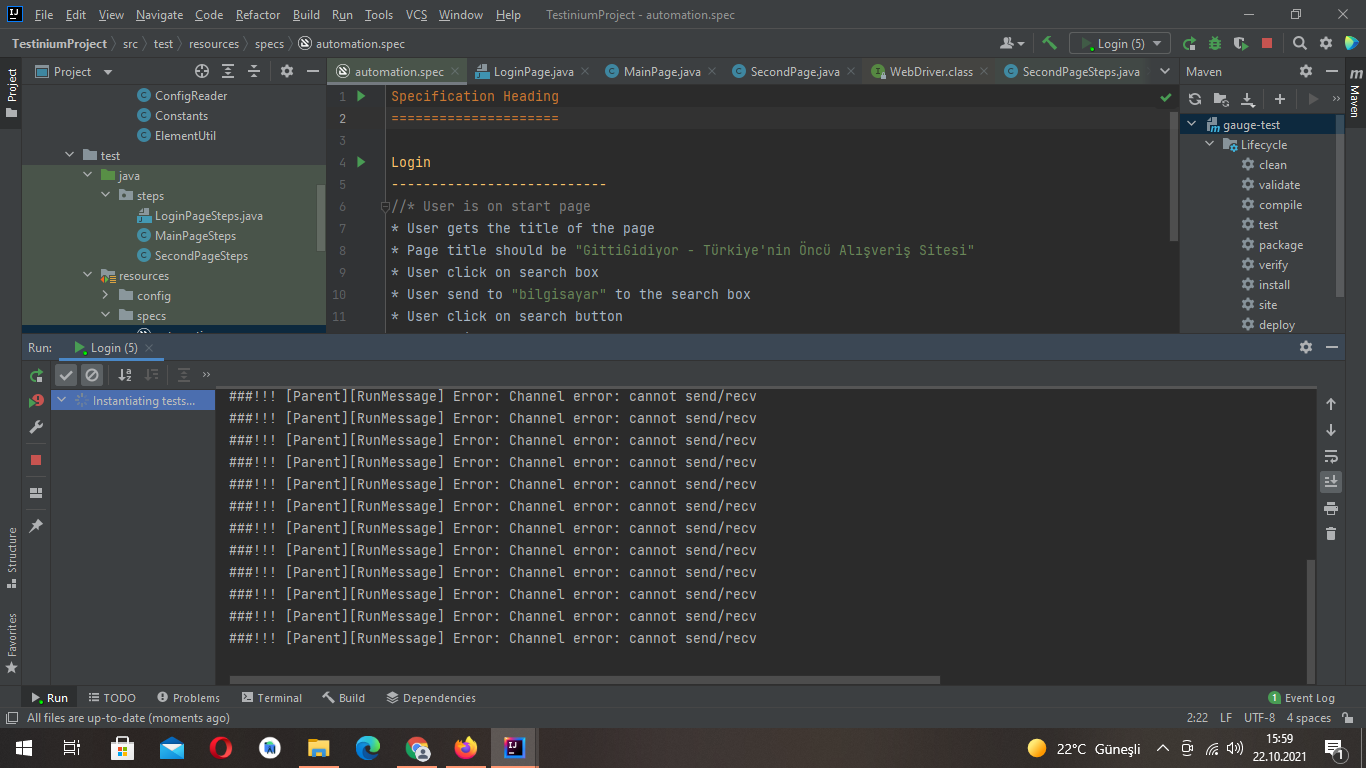 File Edit View Navigate Code Refactor Build Run Tools VCS Window Help TestiniumProject - automation.spec
TestiniumProject src test resources specs automation.spec Login (5)
Project
Project
automation.spec LoginPage.java MainPage.java SecondPage.java WebDriver.class SecondPageSteps.java
Maven
Maven
ConfigReader
Constants
ElementUtil
test
java
steps
LoginPageSteps.java
MainPageSteps
SecondPageSteps
resources
config
specs
1 Specification Heading
2 =====================
3
4 Login
5 ---------------------------
6 //* User is on start page
7 * User gets the title of the page
8 * Page title should be "GittiGidiyor - Türkiye'nin Öncü Alışveriş Sitesi"
9 * User click on search box
10 * User send to "bilgisayar" to the search box
11 * User click on search button
gauge-test
Lifecycle
clean
validate
compile
test
package
verify
install
site
deploy
Run: Login (5)
Instantiating tests...
###!!! [Parent][RunMessage] Error: Channel error: cannot send/recv
###!!! [Parent][RunMessage] Error: Channel error: cannot send/recv
###!!! [Parent][RunMessage] Error: Channel error: cannot send/recv
###!!! [Parent][RunMessage] Error: Channel error: cannot send/recv
###!!! [Parent][RunMessage] Error: Channel error: cannot send/recv
###!!! [Parent][RunMessage] Error: Channel error: cannot send/recv
###!!! [Parent][RunMessage] Error: Channel error: cannot send/recv
###!!! [Parent][RunMessage] Error: Channel error: cannot send/recv
###!!! [Parent][RunMessage] Error: Channel error: cannot send/recv
###!!! [Parent][RunMessage] Error: Channel error: cannot send/recv
###!!! [Parent][RunMessage] Error: Channel error: cannot send/recv
###!!! [Parent][RunMessage] Error: Channel error: cannot send/recv
Structure
Favorites
Run TODO Problems Terminal Build Dependencies 1 Event Log
All files are up-to-date (moments ago) 2:22 LF UTF-8 4 spaces
22°C Güneşli
15:59
22.10.2021
1